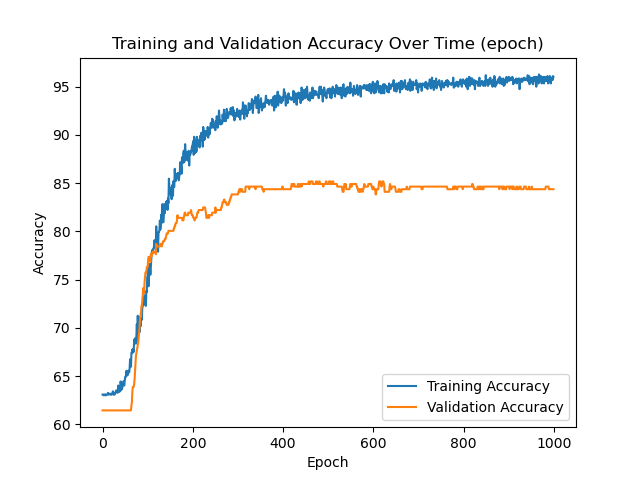 Training and Validation Accuracy Over Time (epoch)
95
90
85
80
75
70
65
60
Accuracy
0
200
400
600
800
1000
Epoch
Training Accuracy
Validation Accuracy